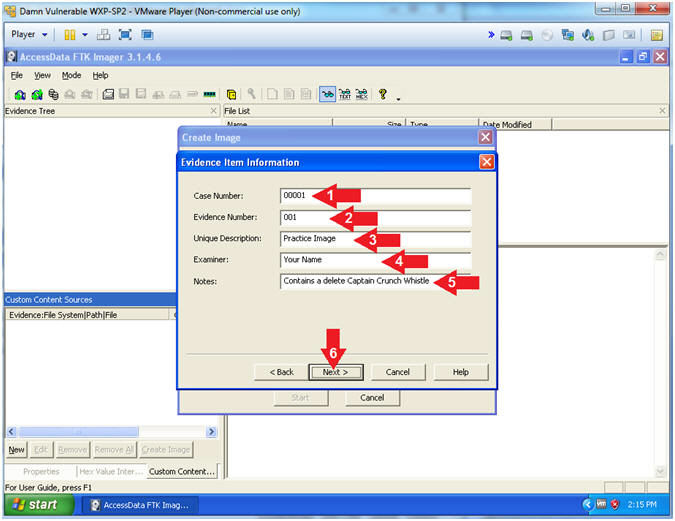 Damn Vulnerable WXP-SP2 - VMware Player (Non-commercial use only)
Player
AccessData FTK Imager 3.1.4.6
File View Mode Help
TEXT HEX
Evidence Tree
File List
Name Size Type Date Modified
Create Image
Evidence Item Information
Case Number: 00001 1
Evidence Number: 001 2
Unique Description: Practice Image 3
Examiner: Your Name 4
Notes: Contains a delete Captain Crunch Whistle 5
6
< Back Next > Cancel Help
Start Cancel
Custom Content Sources
Evidence:File System|Path|File
New Edit Remove Remove All Create Image
Properties Hex Value Inter... Custom Content...
For User Guide, press F1
start AccessData FTK Imag... 2:15 PM